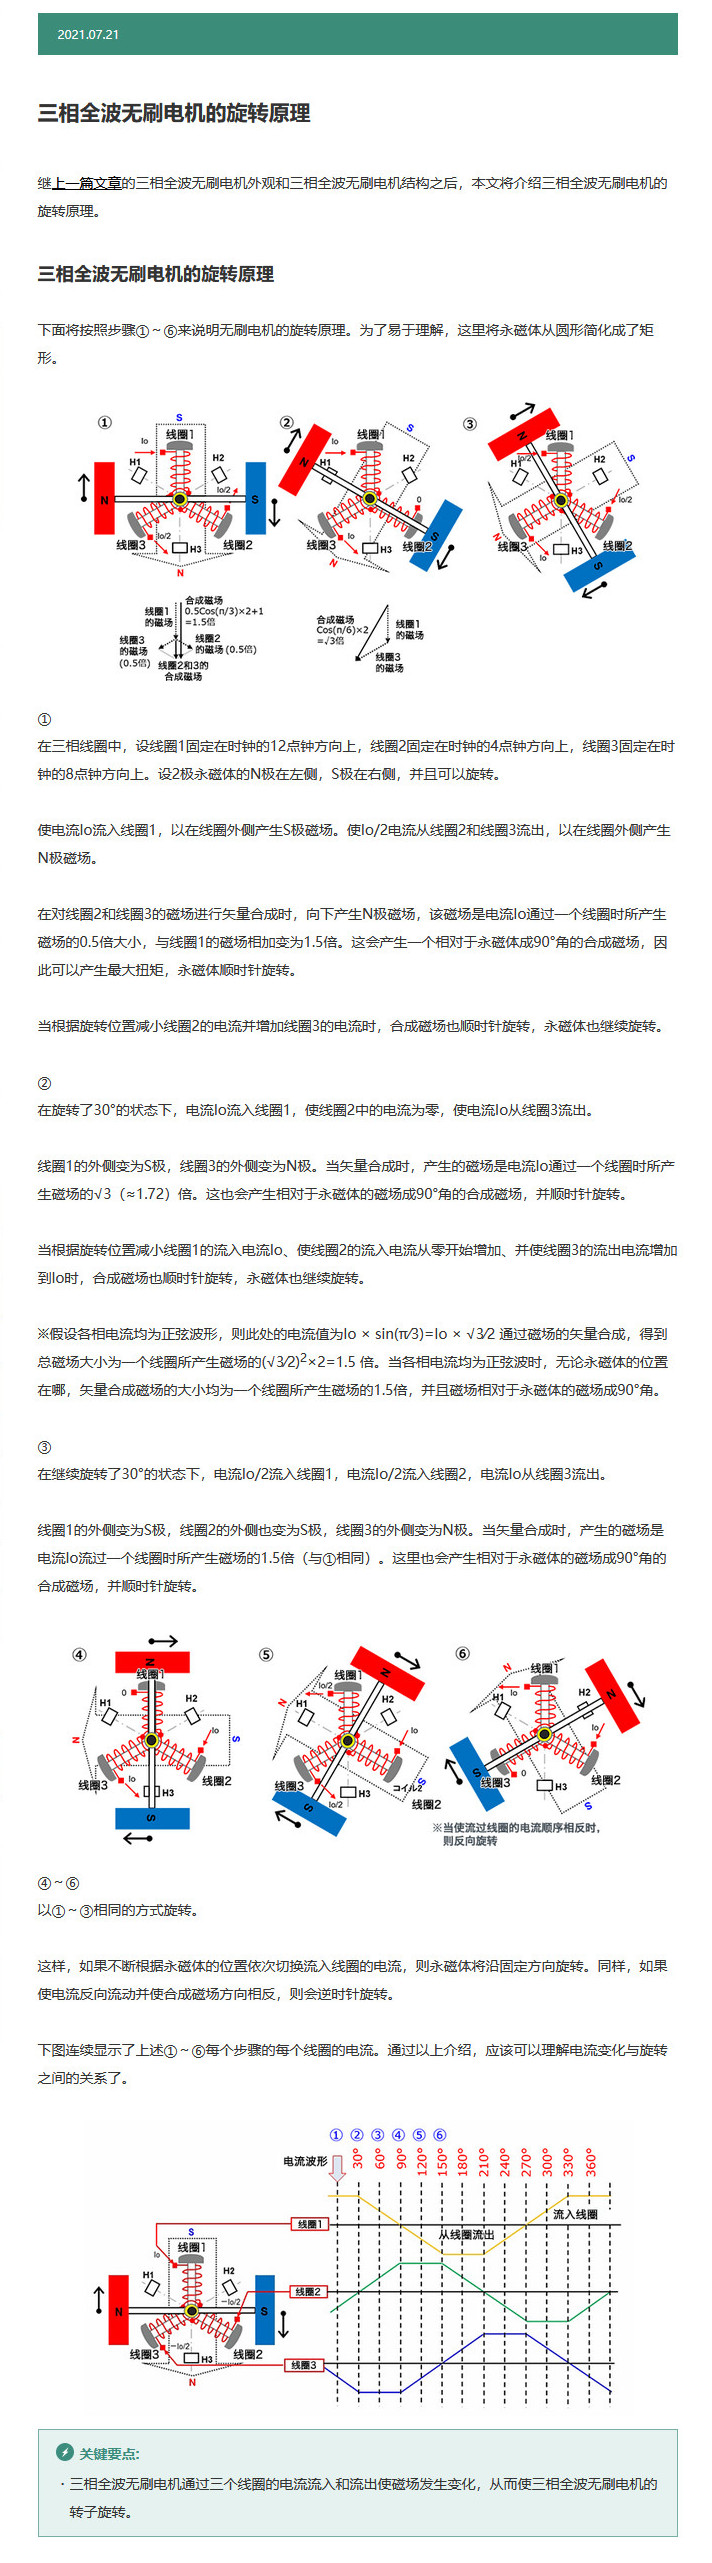 2021.07.21
三相全波无刷电机的旋转原理
继上一篇文章的三相全波无刷电机外观和三相全波无刷电机结构之后，本文将介绍三相全波无刷电机的
旋转原理。
三相全波无刷电机的旋转原理
下面将按照步骤①～⑥来说明无刷电机的旋转原理。为了易于理解，这里将永磁体从圆形简化成了矩
形。
①
S
线圈1
Io
H1
H2
Io/2
N
S
线圈3
Io/2
H3
线圈2
N
合成磁场
0.5Cos(π/3)×2+1
=1.5倍
线圈1
的磁场
线圈3
的磁场
(0.5倍)
线圈2
的磁场 (0.5倍)
线圈2和3的
合成磁场
②
S
线圈1
Io
N
H1
H2
0
线圈3
Io
H3
线圈2
S
N
合成磁场
Cos(π/6)×2
=√3倍
线圈1
的磁场
线圈3
的磁场
③
N
线圈1
Io/2
H1
H2
S
Io/2
N
线圈3
Io
H3
线圈2
S
①
在三相线圈中，设线圈1固定在时钟的12点钟方向上，线圈2固定在时钟的4点钟方向上，线圈3固定在时
钟的8点钟方向上。设2极永磁体的N极在左侧，S极在右侧，并且可以旋转。
使电流Io流入线圈1，以在线圈外侧产生S极磁场。使Io/2电流从线圈2和线圈3流出，以在线圈外侧产生
N极磁场。
在对线圈2和线圈3的磁场进行矢量合成时，向下产生N极磁场，该磁场是电流Io通过一个线圈时所产生
磁场的0.5倍大小，与线圈1的磁场相加变为1.5倍。这会产生一个相对于永磁体成90°角的合成磁场，因
此可以产生最大扭矩，永磁体顺时针旋转。
当根据旋转位置减小线圈2的电流并增加线圈3的电流时，合成磁场也顺时针旋转，永磁体也继续旋转。
②
在旋转了30°的状态下，电流Io流入线圈1，使线圈2中的电流为零，使电流Io从线圈3流出。
线圈1的外侧变为S极，线圈3的外侧变为N极。当矢量合成时，产生的磁场是电流Io通过一个线圈时所产
生磁场的√3（≈1.72）倍。这也会产生相对于永磁体的磁场成90°角的合成磁场，并顺时针旋转。
当根据旋转位置减小线圈1的流入电流Io、使线圈2的流入电流从零开始增加、并使线圈3的流出电流增加
到Io时，合成磁场也顺时针旋转，永磁体也继续旋转。
※假设各相电流均为正弦波形，则此处的电流值为Io × sin(π⁄3)=Io × √3⁄2 通过磁场的矢量合成，得到
总磁场大小为一个线圈所产生磁场的(√3⁄2)²×2=1.5 倍。当各相电流均为正弦波时，无论永磁体的位置
在哪，矢量合成磁场的大小均为一个线圈所产生磁场的1.5倍，并且磁场相对于永磁体的磁场成90°角。
③
在继续旋转了30°的状态下，电流Io/2流入线圈1，电流Io/2流入线圈2，电流Io从线圈3流出。
线圈1的外侧变为S极，线圈2的外侧也变为S极，线圈3的外侧变为N极。当矢量合成时，产生的磁场是
电流Io流过一个线圈时所产生磁场的1.5倍（与①相同）。这里也会产生相对于永磁体的磁场成90°角的
合成磁场，并顺时针旋转。
④
N
线圈1
0
H1
H2
N
Io
S
线圈3
Io
H3
线圈2
S
⑤
N
线圈1
Io/2
N
H1
H2
Io
线圈3
Io/2
H3
コイル2
S
线圈2
S
⑥
N
线圈1
Io
H1
H2
N
Io
S
线圈3
0
H3
线圈2
S
※当使流过线圈的电流顺序相反时，
则反向旋转
④～⑥
以①～③相同的方式旋转。
这样，如果不断根据永磁体的位置依次切换流入线圈的电流，则永磁体将沿固定方向旋转。同样，如果
使电流反向流动并使合成磁场方向相反，则会逆时针旋转。
下图连续显示了上述①～⑥每个步骤的每个线圈的电流。通过以上介绍，应该可以理解电流变化与旋转
之间的关系了。
① ② ③ ④ ⑤ ⑥
电流波形
30° 60° 90° 120° 150° 180° 210° 240° 270° 300° 330° 360°
线圈1
流入线圈
从线圈流出
线圈2
线圈3
S
线圈1
Io
H1
H2
−Io/2
N
S
线圈3
−Io/2
H3
线圈2
N
关键要点:
・三相全波无刷电机通过三个线圈的电流流入和流出使磁场发生变化，从而使三相全波无刷电机的
转子旋转。